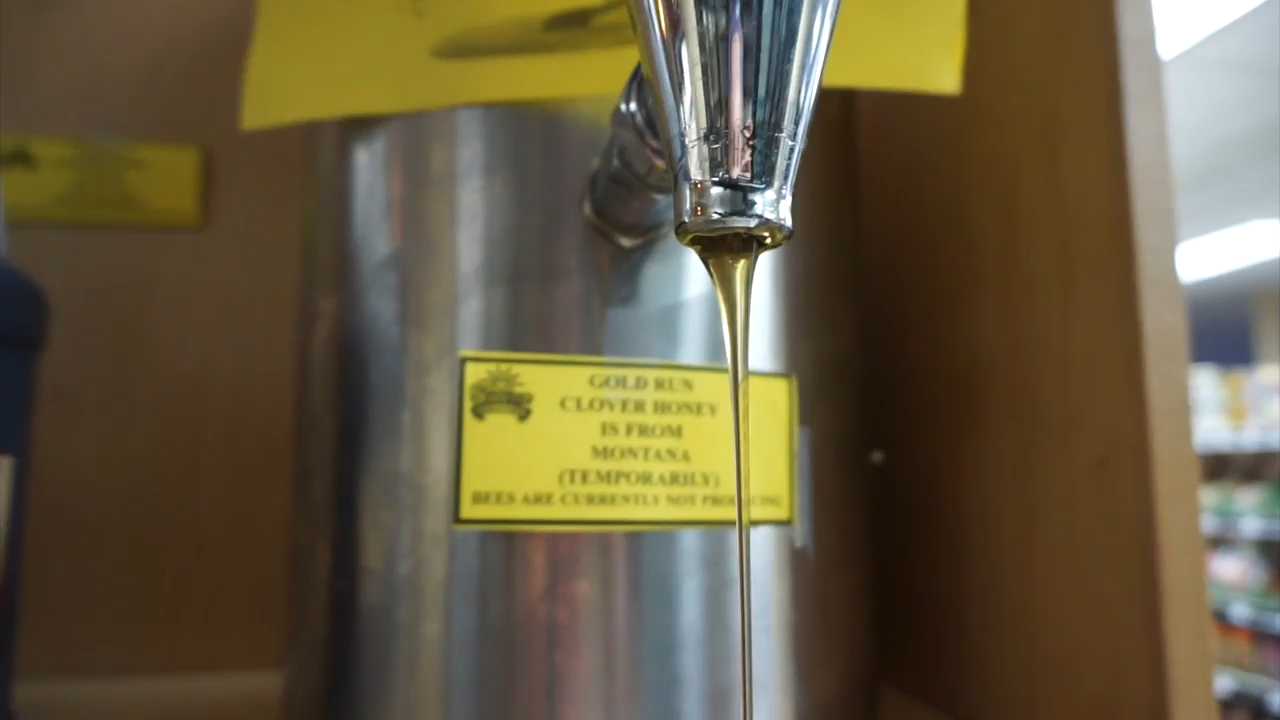 GOLD RUN
CLOVER HONEY
IS FROM
MONTANA
(TEMPORARILY)
BEES ARE CURRENTLY NOT PRODUCING